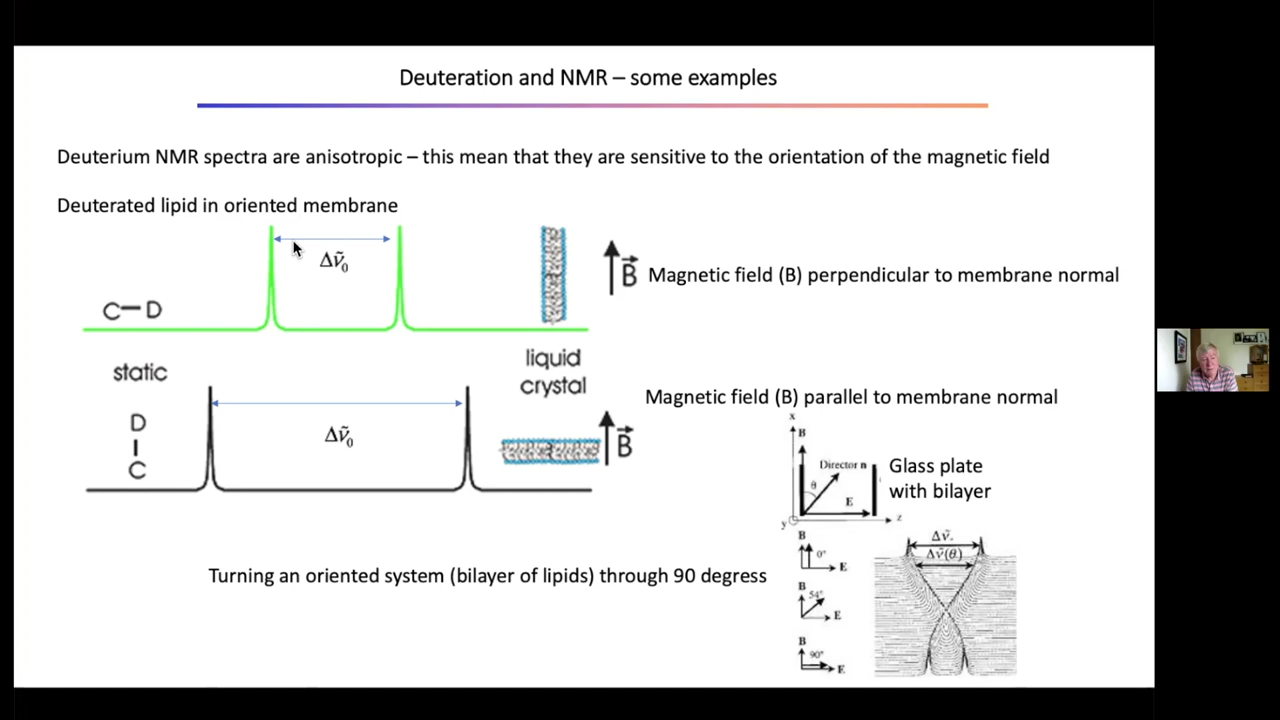 Deuteration and NMR – some examples
Deuterium NMR spectra are anisotropic – this mean that they are sensitive to the orientation of the magnetic field
Deuterated lipid in oriented membrane
Δν̃₀
C–D
B⃗
Magnetic field (B) perpendicular to membrane normal
static
liquid
crystal
Magnetic field (B) parallel to membrane normal
D
C
Δν̃₀
B⃗
x
B
Director n
θ
E
y
z
Glass plate
with bilayer
Turning an oriented system (bilayer of lipids) through 90 degress
B
0°
E
B
54°
E
B
90°
E
Δν̃(θ)